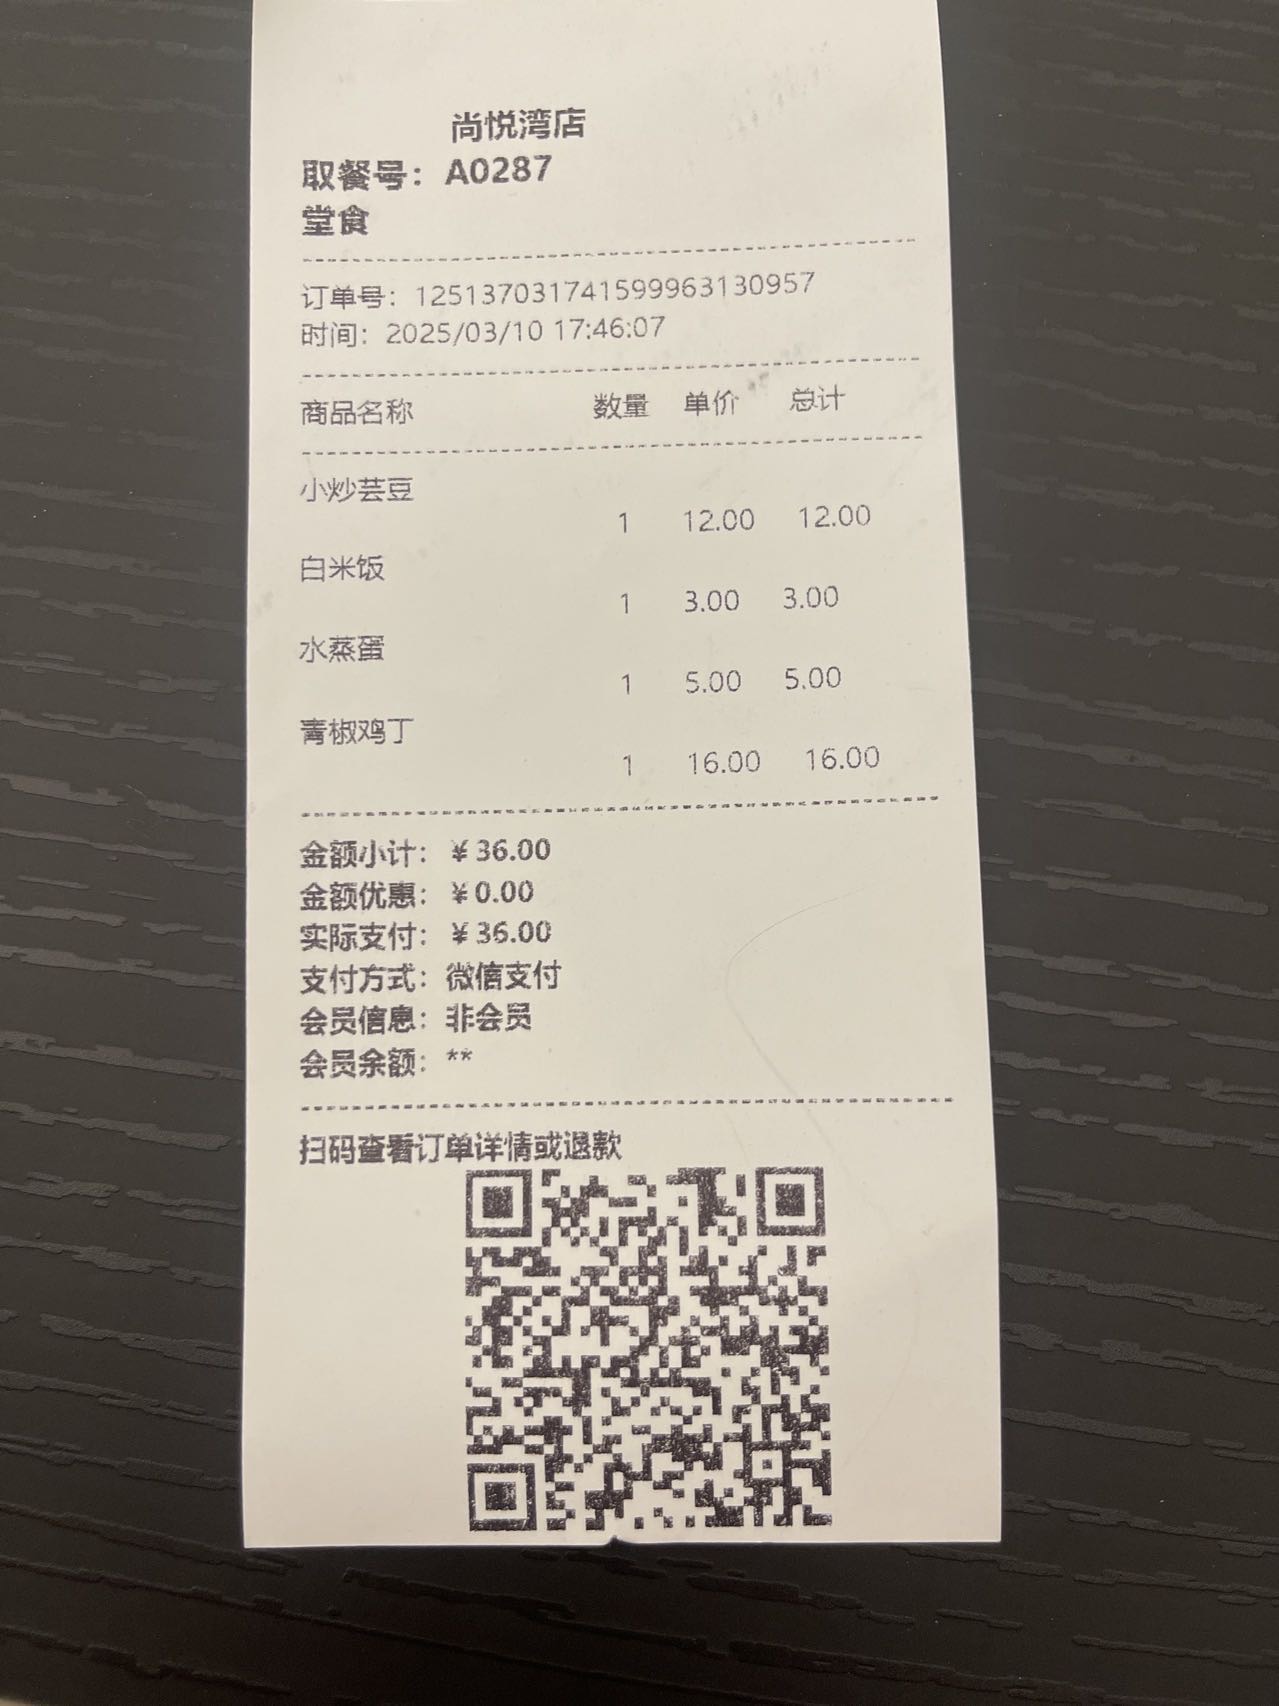 尚悦湾店
取餐号：A0287
堂食
订单号：125137031741599963130957
时间：2025/03/10 17:46:07
商品名称 数量 单价 总计
小炒芸豆
1 12.00 12.00
白米饭
1 3.00 3.00
水蒸蛋
1 5.00 5.00
青椒鸡丁
1 16.00 16.00
金额小计：￥36.00
金额优惠：￥0.00
实际支付：￥36.00
支付方式：微信支付
会员信息：非会员
会员余额：**
扫码查看订单详情或退款